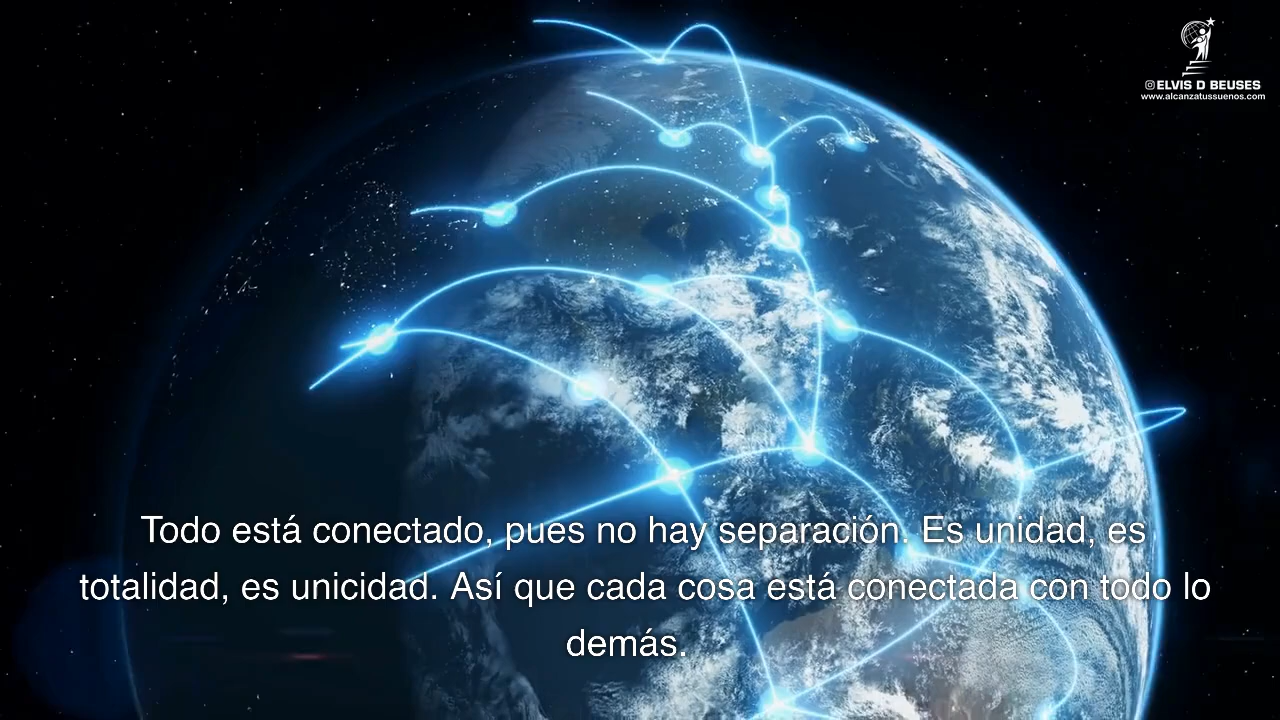 ELVIS D BEUSES
www.alcanzatussuenos.com
Todo está conectado, pues no hay separación. Es unidad, es
totalidad, es unicidad. Así que cada cosa está conectada con todo lo
demás.